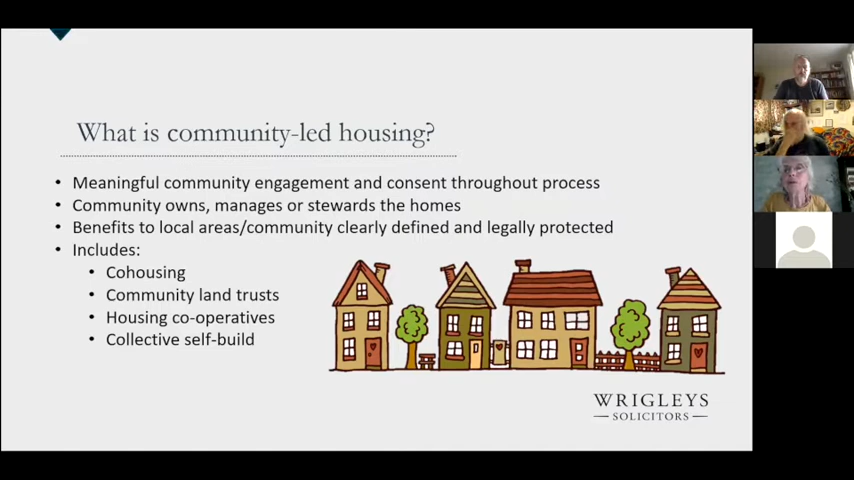 What is community-led housing?
• Meaningful community engagement and consent throughout process
• Community owns, manages or stewards the homes
• Benefits to local areas/community clearly defined and legally protected
• Includes:
• Cohousing
• Community land trusts
• Housing co-operatives
• Collective self-build
WRIGLEYS
SOLICITORS